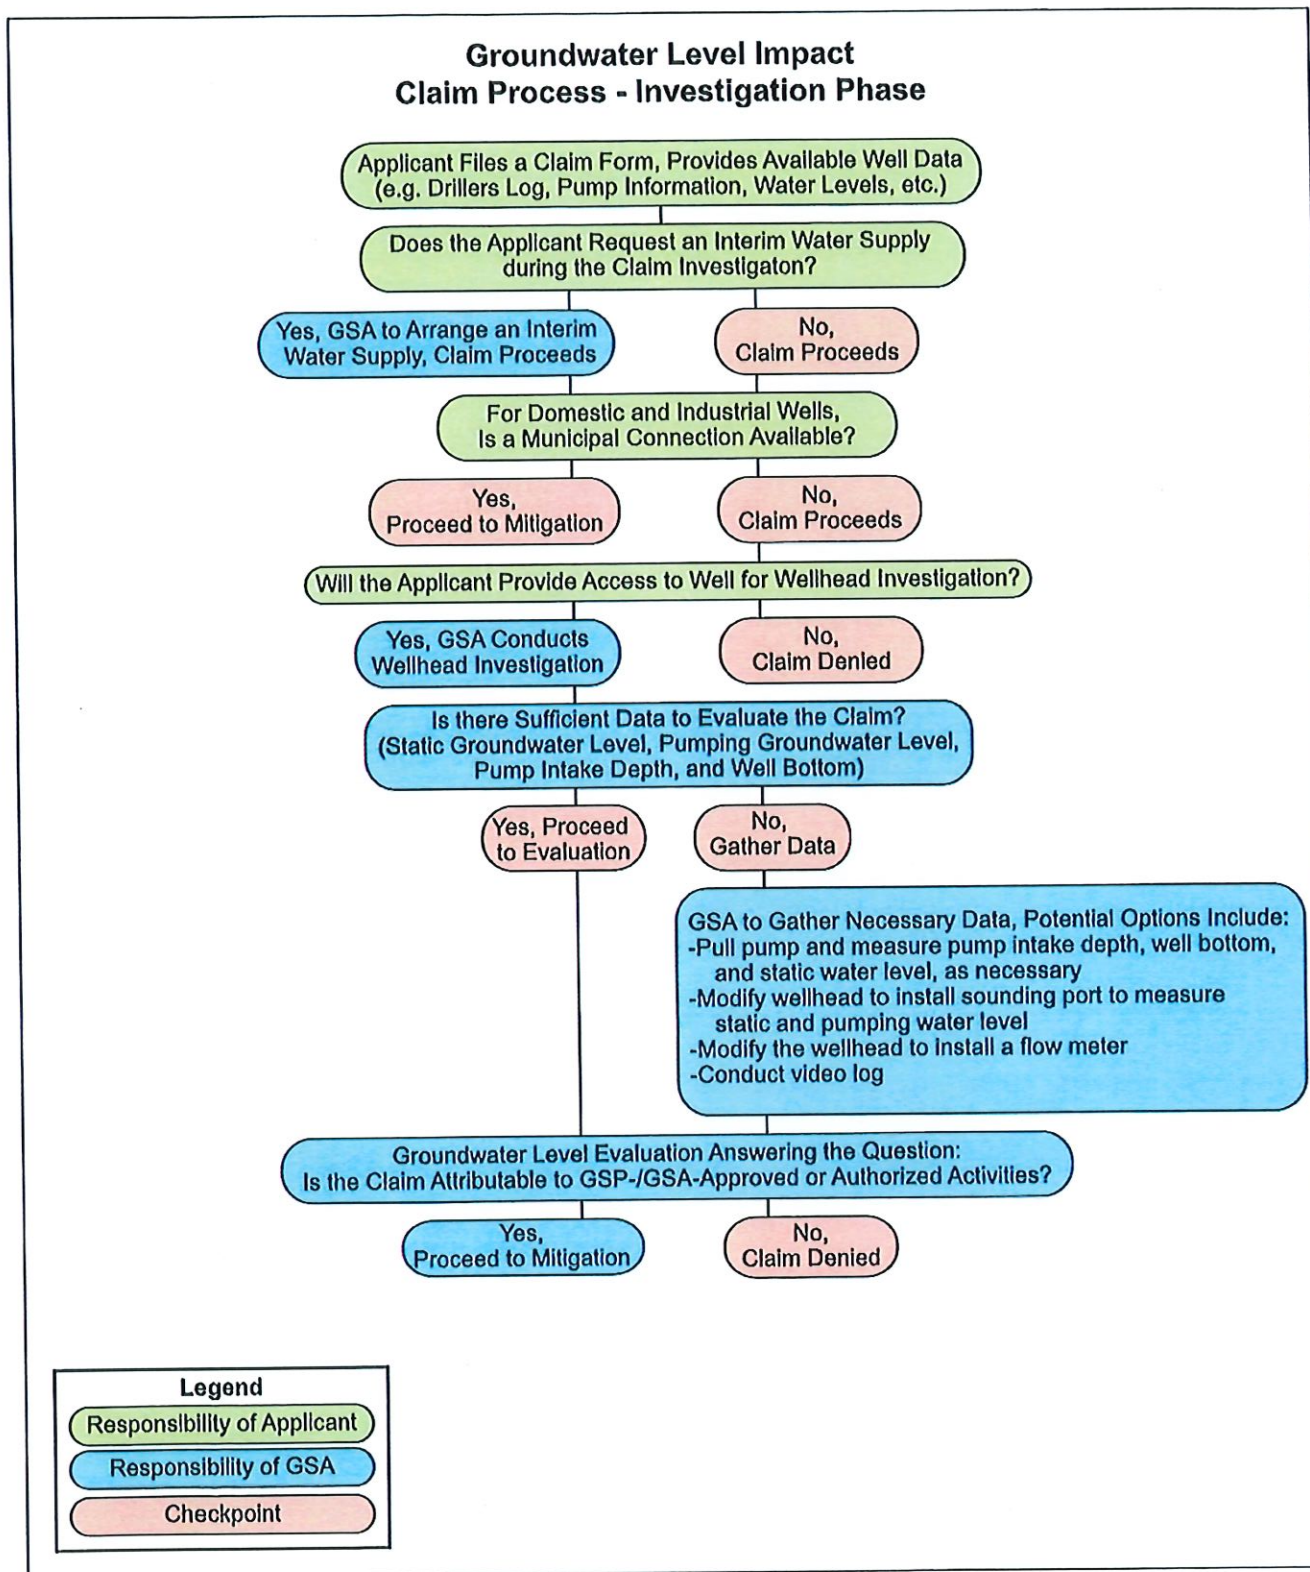 Groundwater Level Impact
Claim Process - Investigation Phase
Applicant Files a Claim Form, Provides Available Well Data
(e.g. Drillers Log, Pump Information, Water Levels, etc.)
Does the Applicant Request an Interim Water Supply
during the Claim Investigaton?
Yes, GSA to Arrange an Interim
Water Supply, Claim Proceeds
No,
Claim Proceeds
For Domestic and Industrial Wells,
Is a Municipal Connection Available?
Yes,
Proceed to Mitigation
No,
Claim Proceeds
Will the Applicant Provide Access to Well for Wellhead Investigation?
Yes, GSA Conducts
Wellhead Investigation
No,
Claim Denied
Is there Sufficient Data to Evaluate the Claim?
(Static Groundwater Level, Pumping Groundwater Level,
Pump Intake Depth, and Well Bottom)
Yes, Proceed
to Evaluation
No,
Gather Data
GSA to Gather Necessary Data, Potential Options Include:
-Pull pump and measure pump intake depth, well bottom,
and static water level, as necessary
-Modify wellhead to install sounding port to measure
static and pumping water level
-Modify the wellhead to install a flow meter
-Conduct video log
Groundwater Level Evaluation Answering the Question:
Is the Claim Attributable to GSP-/GSA-Approved or Authorized Activities?
Yes,
Proceed to Mitigation
No,
Claim Denied
Legend
Responsibility of Applicant
Responsibility of GSA
Checkpoint